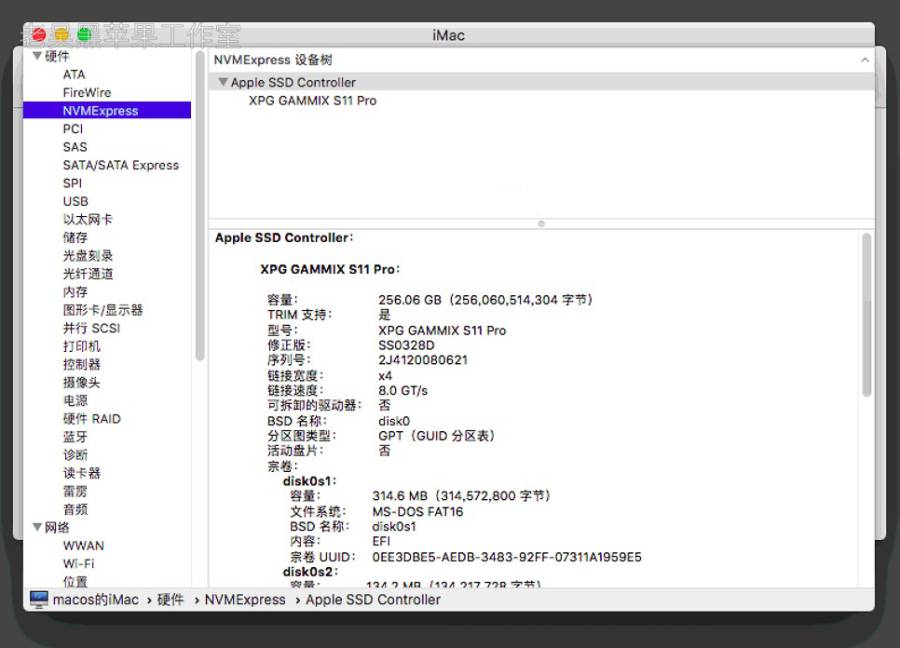 老吴黑苹果工作室
iMac
硬件
ATA
FireWire
NVMExpress
PCI
SAS
SATA/SATA Express
SPI
USB
以太网卡
储存
光盘刻录
光纤通道
内存
图形卡/显示器
并行 SCSI
打印机
控制器
摄像头
电源
硬件 RAID
蓝牙
诊断
读卡器
雷雳
音频
网络
WWAN
Wi-Fi
位置
NVMExpress 设备树
Apple SSD Controller
XPG GAMMIX S11 Pro
Apple SSD Controller：
XPG GAMMIX S11 Pro：
容量： 256.06 GB（256,060,514,304 字节）
TRIM 支持： 是
型号： XPG GAMMIX S11 Pro
修正版： SS0328D
序列号： 2J4120080621
链接宽度： x4
链接速度： 8.0 GT/s
可拆卸的驱动器： 否
BSD 名称： disk0
分区图类型： GPT（GUID 分区表）
活动盘片： 否
宗卷：
disk0s1：
容量： 314.6 MB（314,572,800 字节）
文件系统： MS-DOS FAT16
BSD 名称： disk0s1
内容： EFI
宗卷 UUID： 0EE3DBE5-AEDB-3483-92FF-07311A1959E5
disk0s2：
容量： 134.2 MB（134,217,728 字节）
macos的iMac › 硬件 › NVMExpress › Apple SSD Controller